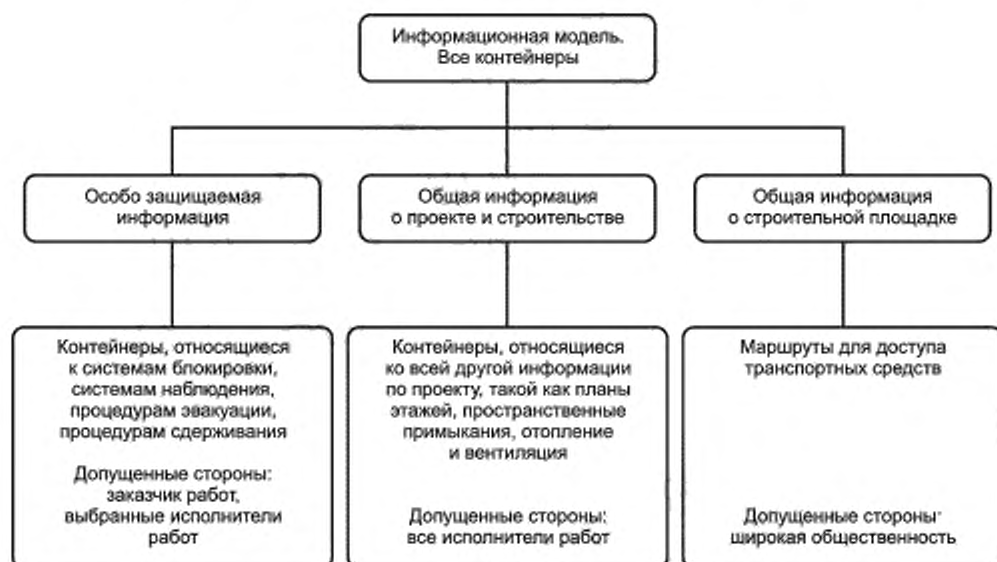 Информационная модель.
Все контейнеры
Особо защищаемая
информация
Общая информация
о проекте и строительстве
Общая информация
о строительной площадке
Контейнеры, относящиеся
к системам блокировки,
системам наблюдения,
процедурам эвакуации,
процедурам сдерживания
Допущенные стороны:
заказчик работ,
выбранные исполнители
работ
Контейнеры, относящиеся
ко всей другой информации
по проекту, такой как планы
этажей, пространственные
примыкания, отопление
и вентиляция
Допущенные стороны:
все исполнители работ
Маршруты для доступа
транспортных средств
Допущенные стороны:
широкая общественность